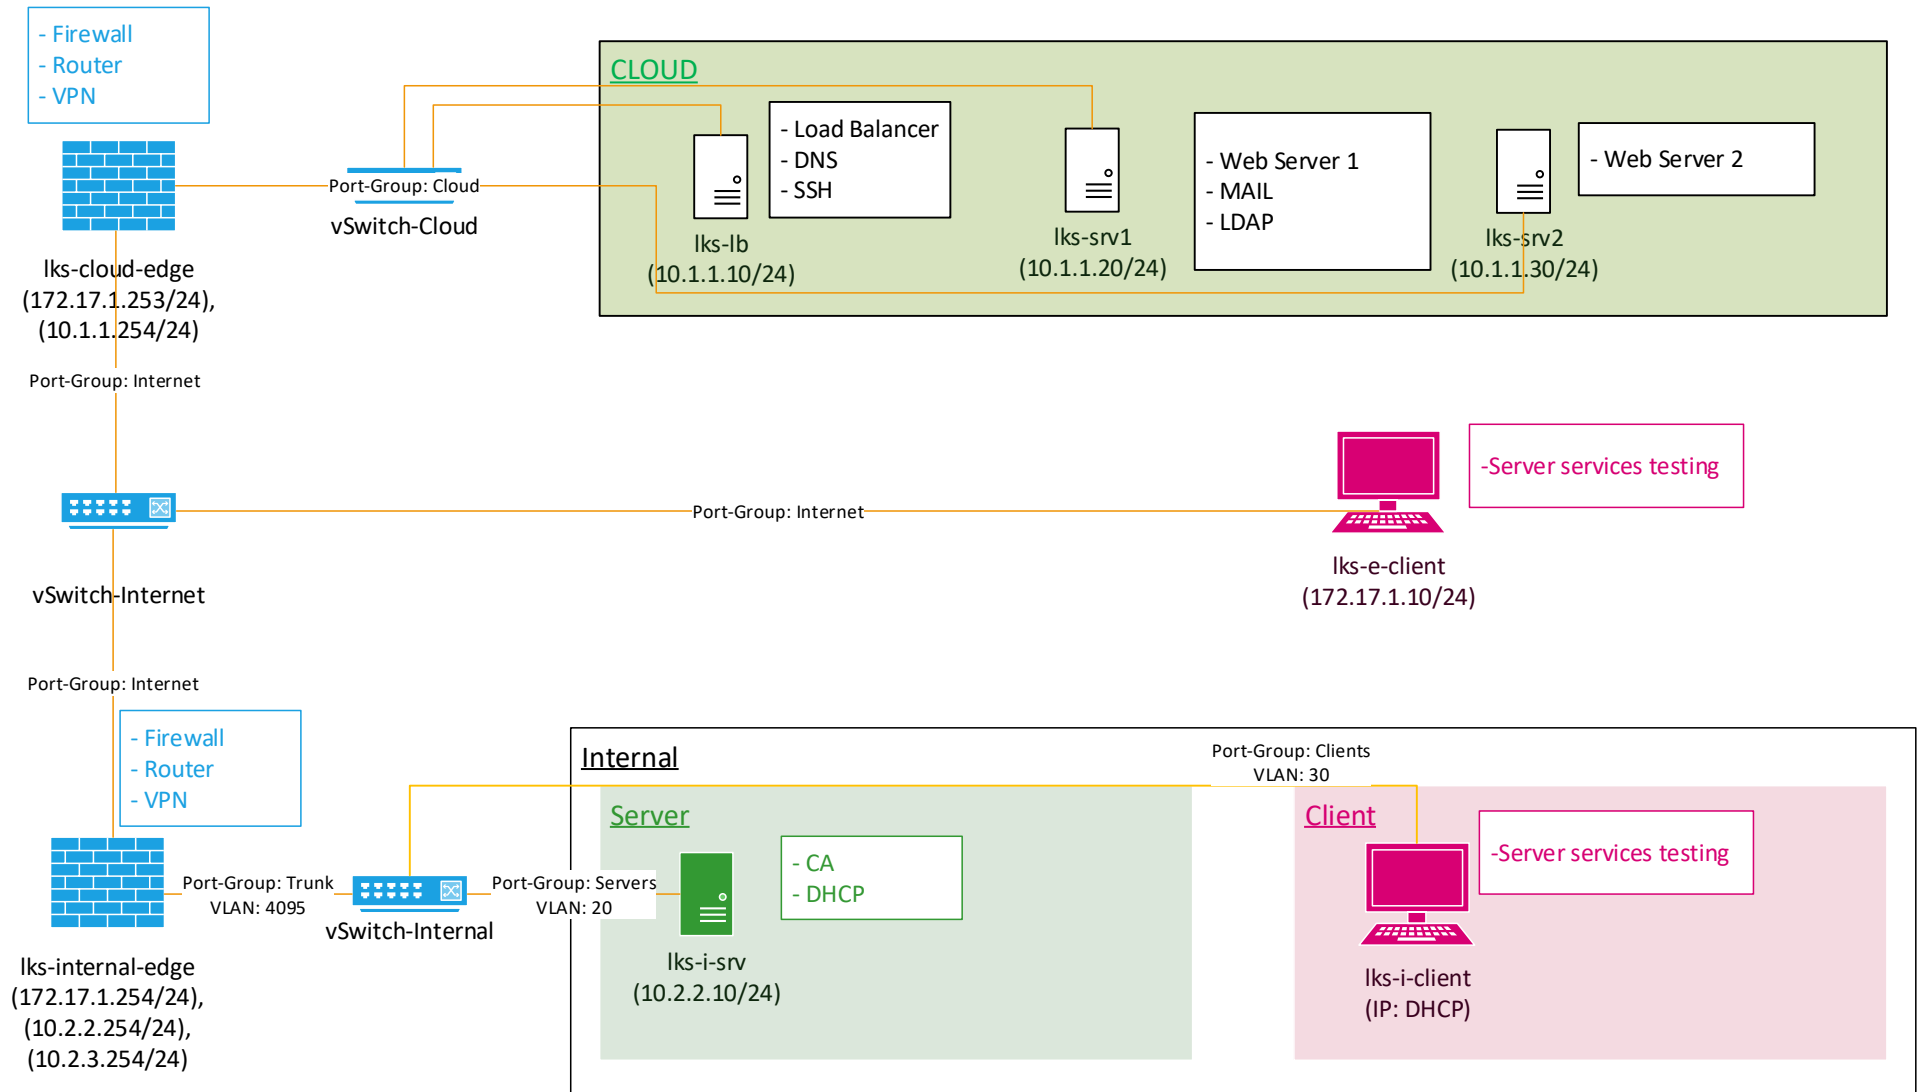 - Firewall
- Router
- VPN
lks-cloud-edge
(172.17.1.253/24),
(10.1.1.254/24)
Port-Group: Cloud
vSwitch-Cloud
CLOUD
lks-lb
(10.1.1.10/24)
- Load Balancer
- DNS
- SSH
lks-srv1
(10.1.1.20/24)
- Web Server 1
- MAIL
- LDAP
lks-srv2
(10.1.1.30/24)
- Web Server 2
Port-Group: Internet
vSwitch-Internet
Port-Group: Internet
-Server services testing
lks-e-client
(172.17.1.10/24)
Port-Group: Internet
- Firewall
- Router
- VPN
lks-internal-edge
(172.17.1.254/24),
(10.2.2.254/24),
(10.2.3.254/24)
Port-Group: Trunk
VLAN: 4095
vSwitch-Internal
Internal
Port-Group: Servers
VLAN: 20
Server
- CA
- DHCP
lks-i-srv
(10.2.2.10/24)
Port-Group: Clients
VLAN: 30
Client
-Server services testing
lks-i-client
(IP: DHCP)